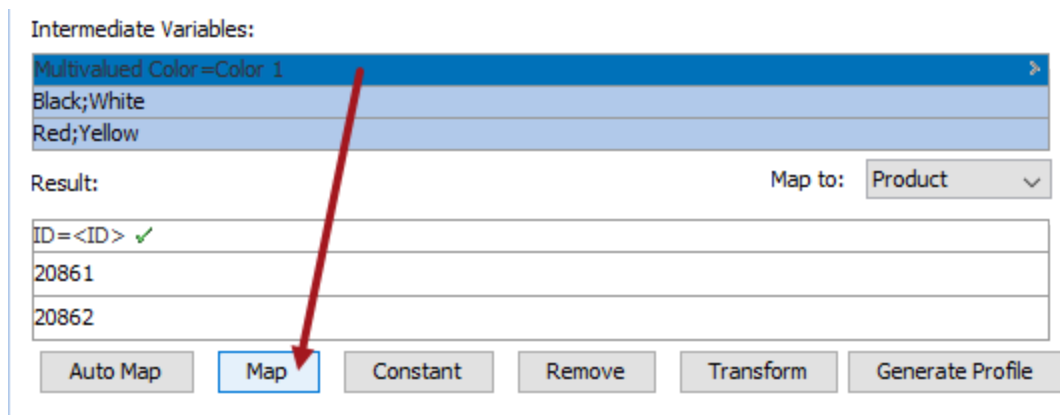 Intermediate Variables:
Multivalued Color=Color 1
Black;White
Red;Yellow
Result:
Map to: Product
ID=<ID>
20861
20862
Auto Map Map Constant Remove Transform Generate Profile